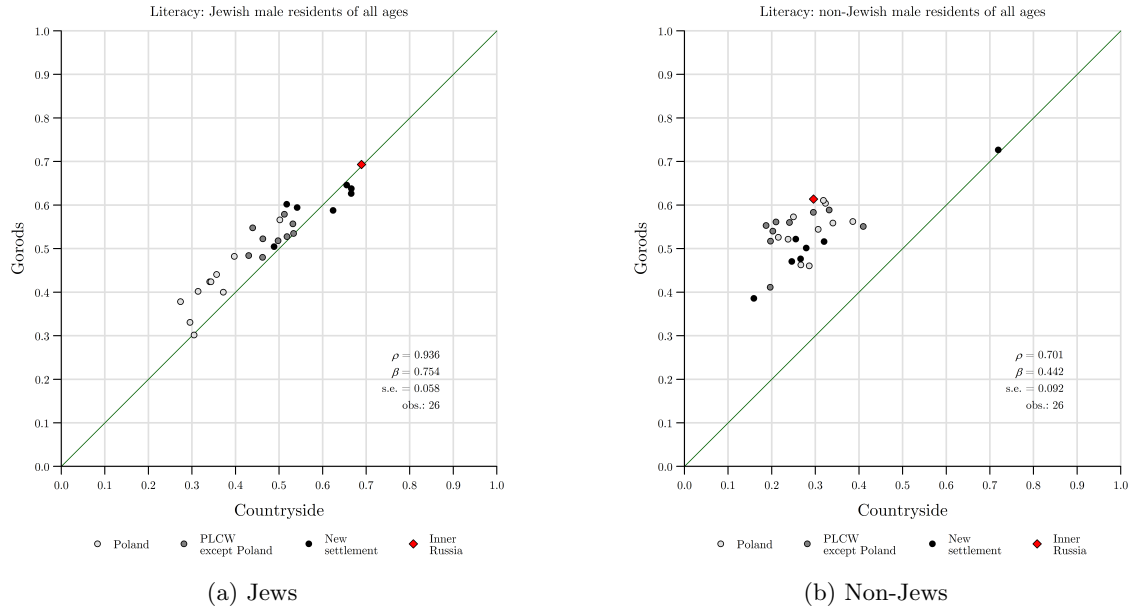 Literacy: Jewish male residents of all ages
1.0
0.9
0.8
0.7
0.6
0.5
0.4
0.3
0.2
0.1
0.0
Gorods
ρ = 0.936
β = 0.754
s.e. = 0.058
obs.: 26
0.0 0.1 0.2 0.3 0.4 0.5 0.6 0.7 0.8 0.9 1.0
Countryside
Poland
PLCW
except Poland
New
settlement
Inner
Russia
(a) Jews
Literacy: non-Jewish male residents of all ages
1.0
0.9
0.8
0.7
0.6
0.5
0.4
0.3
0.2
0.1
0.0
Gorods
ρ = 0.701
β = 0.442
s.e. = 0.092
obs.: 26
0.0 0.1 0.2 0.3 0.4 0.5 0.6 0.7 0.8 0.9 1.0
Countryside
Poland
PLCW
except Poland
New
settlement
Inner
Russia
(b) Non-Jews